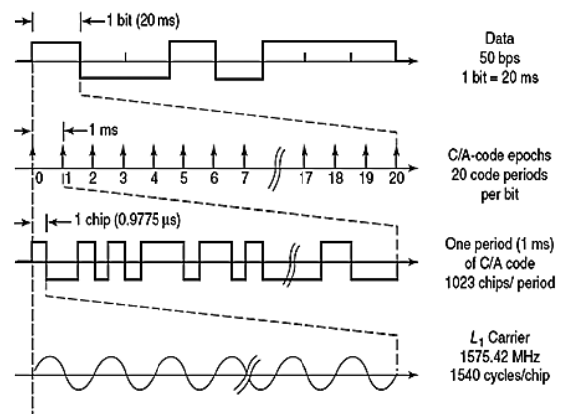 1 bit (20 ms)
Data
50 bps
1 bit = 20 ms
1 ms
0 1 2 3 4 5 6 7 17 18 19 20
C/A-code epochs
20 code periods
per bit
1 chip (0.9775 μs)
One period (1 ms)
of C/A code
1023 chips/ period
L1 Carrier
1575.42 MHz
1540 cycles/chip